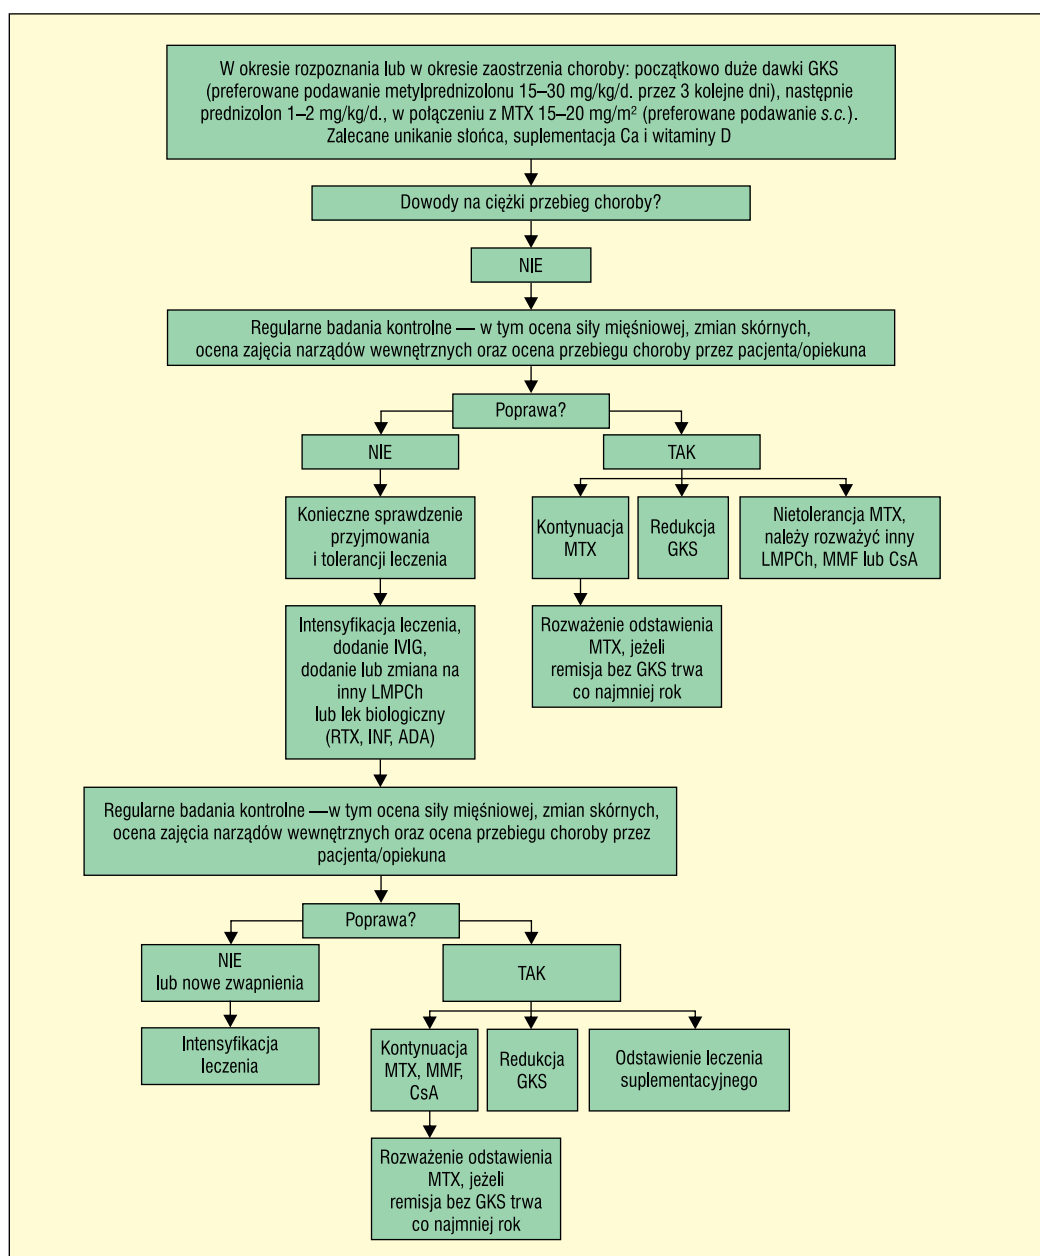 W okresie rozpoznania lub w okresie zaostrzenia choroby: początkowo duże dawki GKS
(preferowane podawanie metylprednizolonu 15–30 mg/kg/d. przez 3 kolejne dni), następnie
prednizolon 1–2 mg/kg/d., w połączeniu z MTX 15–20 mg/m² (preferowane podawanie s.c.).
Zalecane unikanie słońca, suplementacja Ca i witaminy D
Dowody na ciężki przebieg choroby?
NIE
Regularne badania kontrolne — w tym ocena siły mięśniowej, zmian skórnych,
ocena zajęcia narządów wewnętrznych oraz ocena przebiegu choroby przez pacjenta/opiekuna
Poprawa?
NIE
TAK
Konieczne sprawdzenie
przyjmowania
i tolerancji leczenia
Kontynuacja
MTX
Redukcja
GKS
Nietolerancja MTX,
należy rozważyć inny
LMPCh, MMF lub CsA
Intensyfikacja leczenia,
dodanie IVIG,
dodanie lub zmiana na
inny LMPCh
lub lek biologiczny
(RTX, INF, ADA)
Rozważenie odstawienia
MTX, jeżeli
remisja bez GKS trwa
co najmniej rok
Regularne badania kontrolne —w tym ocena siły mięśniowej, zmian skórnych,
ocena zajęcia narządów wewnętrznych oraz ocena przebiegu choroby przez
pacjenta/opiekuna
Poprawa?
NIE
lub nowe zwapnienia
TAK
Intensyfikacja
leczenia
Kontynuacja
MTX, MMF,
CsA
Redukcja
GKS
Odstawienie leczenia
suplementacyjnego
Rozważenie odstawienia
MTX, jeżeli
remisja bez GKS trwa
co najmniej rok